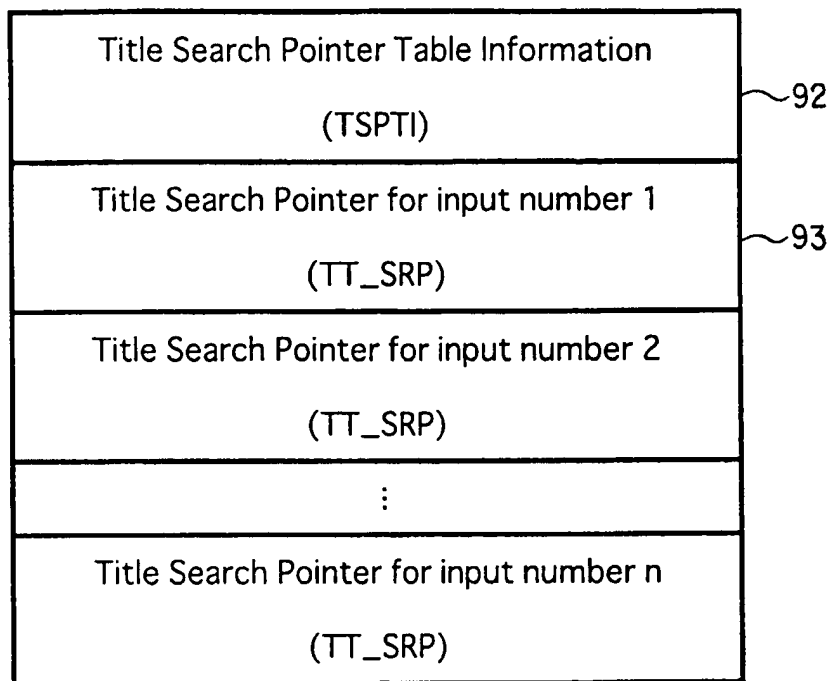 Title Search Pointer Table Information
(TSPTI)
92
Title Search Pointer for input number 1
(TT_SRP)
93
Title Search Pointer for input number 2
(TT_SRP)
⋮
Title Search Pointer for input number n
(TT_SRP)